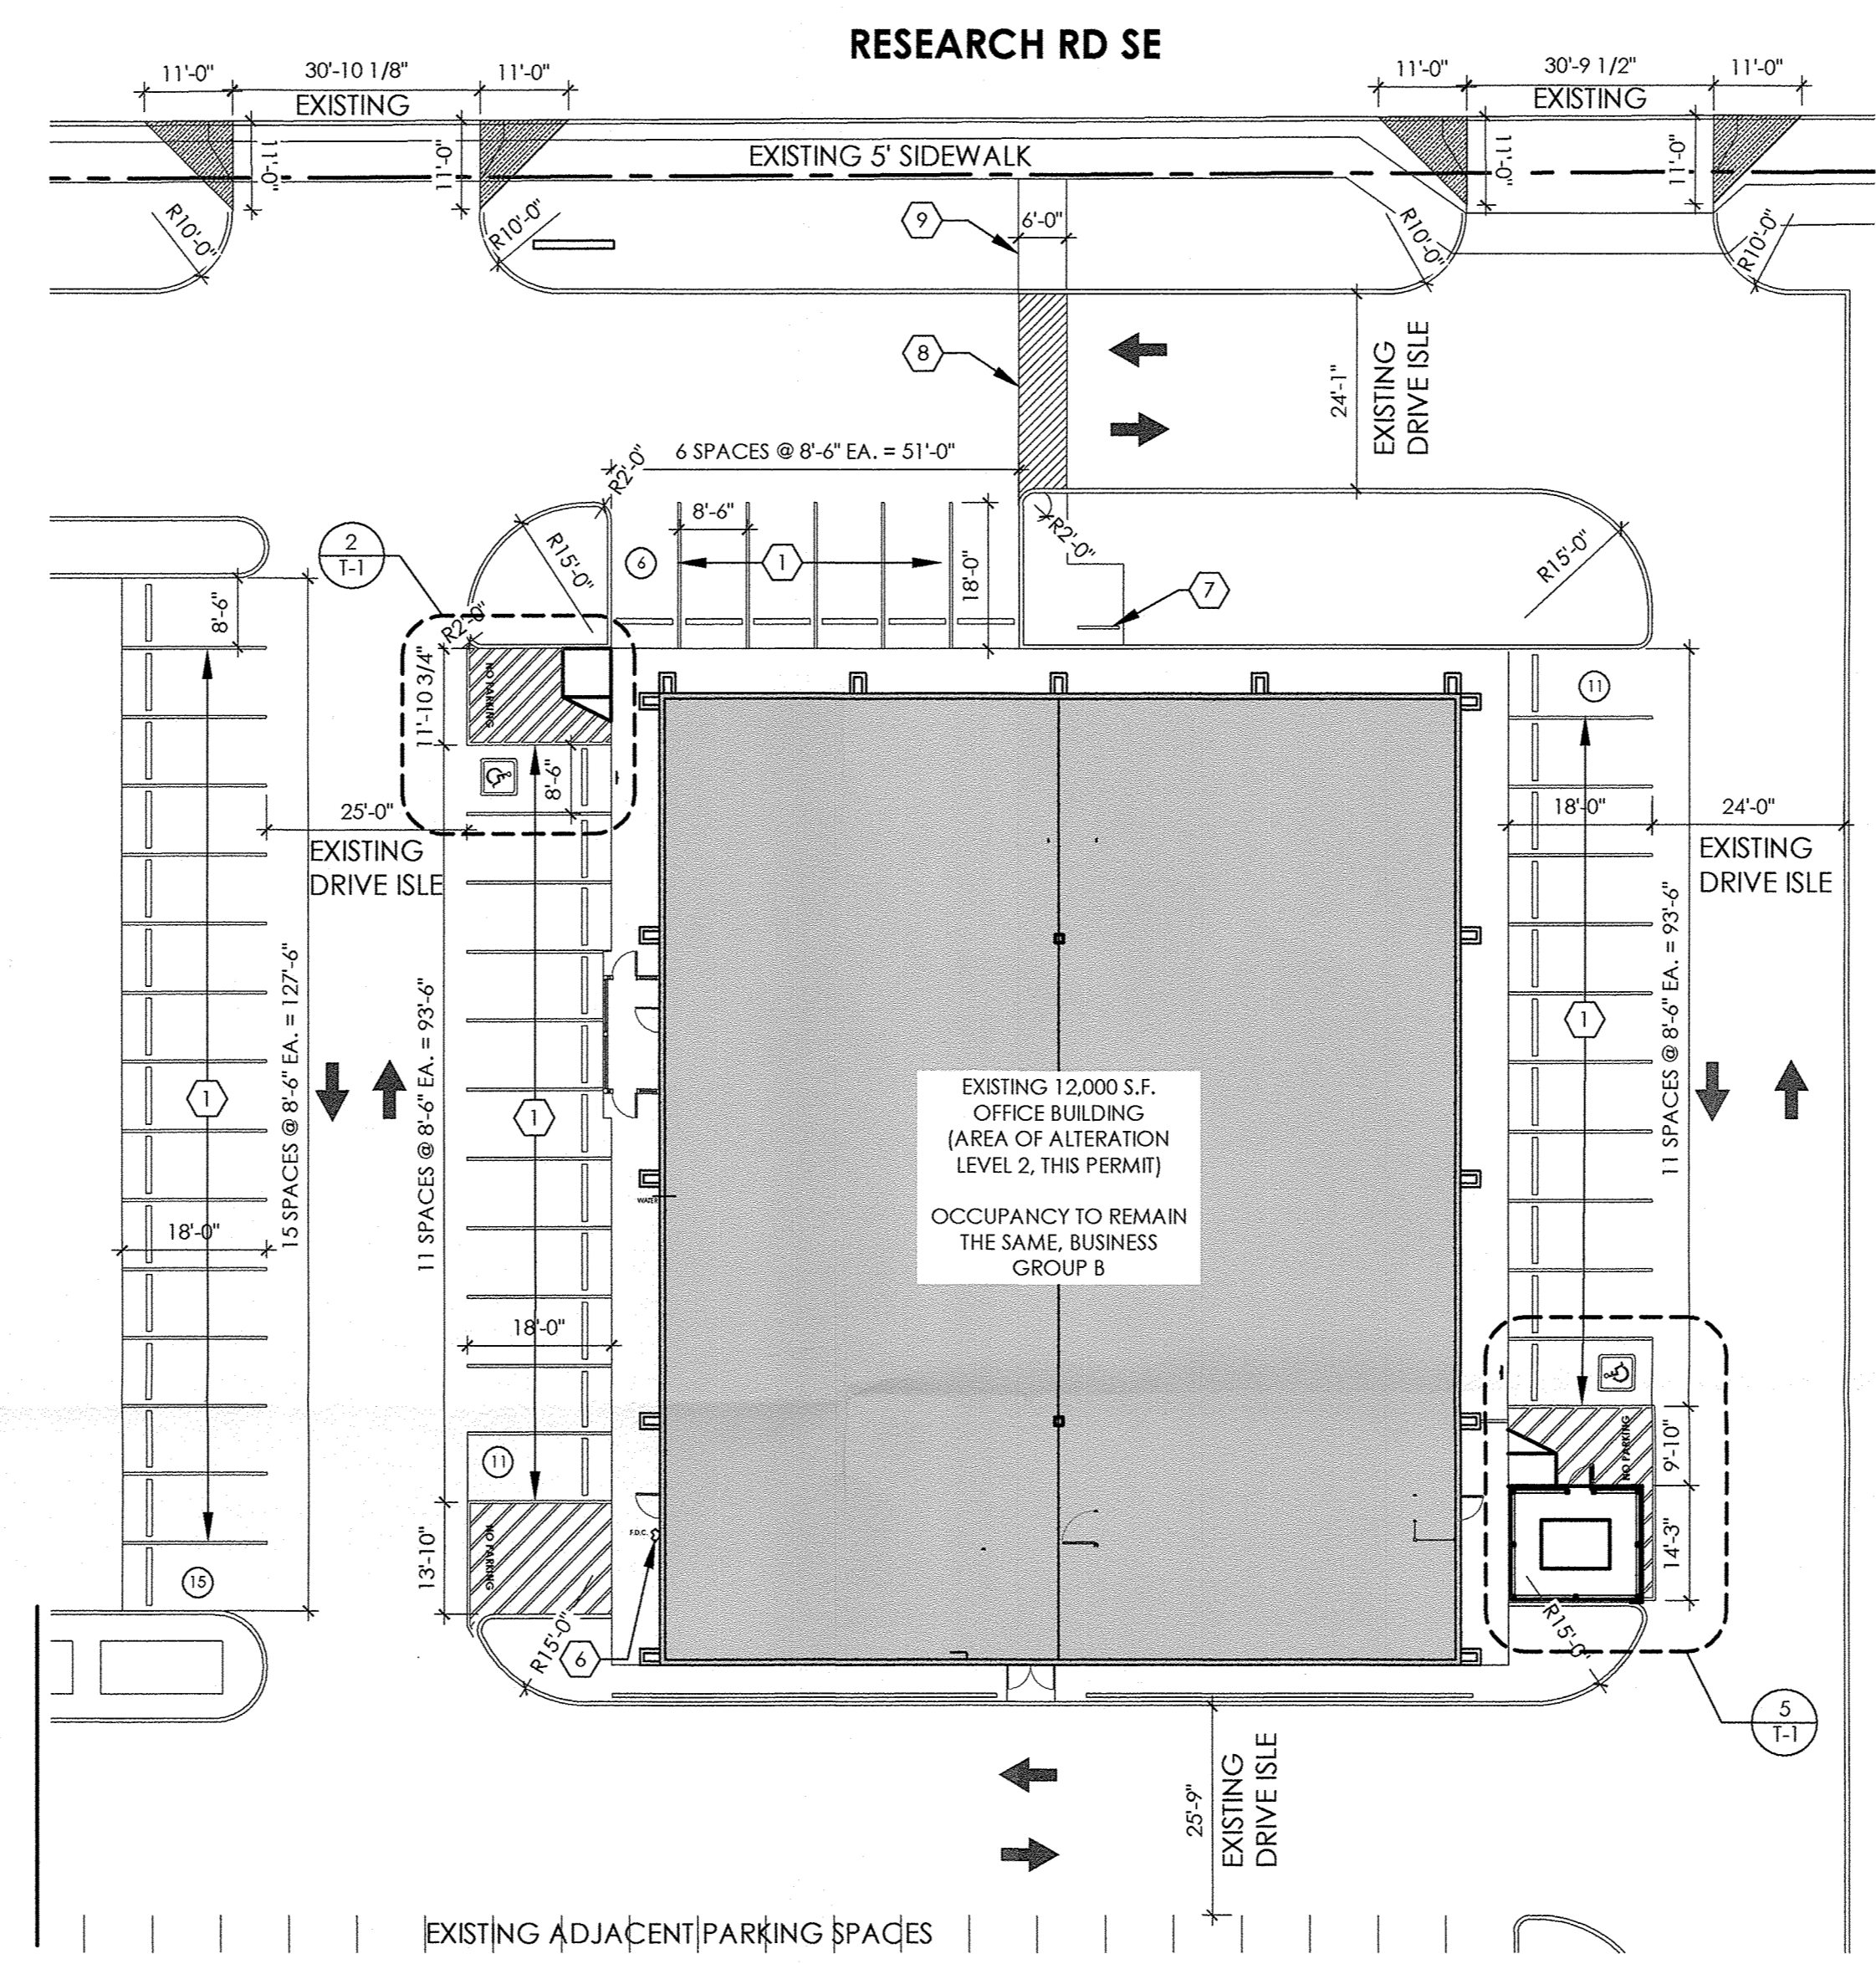 RESEARCH RD SE
11'-0"
30'-10 1/8"
11'-0"
11'-0"
30'-9 1/2"
11'-0"
EXISTING
EXISTING
11'-0"
11'-0"
EXISTING 5' SIDEWALK
11'-0"
11'-0"
R10'-0"
R10'-0"
9
6'-0"
R10'-0"
R10'-0"
8
24'-1"
EXISTING
DRIVE ISLE
6 SPACES @ 8'-6" EA. = 51'-0"
R2'-0"
8'-6"
2
T-1
R15'-0"
6
1
18'-0"
R2'-0"
7
R15'-0"
8'-6"
R2'-0"
11'-10 3/4"
NO PARKING
11
8'-6"
25'-0"
18'-0"
24'-0"
EXISTING
DRIVE ISLE
EXISTING
DRIVE ISLE
15 SPACES @ 8'-6" EA. = 127'-6"
11 SPACES @ 8'-6" EA. = 93'-6"
11 SPACES @ 8'-6" EA. = 93'-6"
1
1
1
EXISTING 12,000 S.F.
OFFICE BUILDING
(AREA OF ALTERATION
LEVEL 2, THIS PERMIT)
OCCUPANCY TO REMAIN
THE SAME, BUSINESS
GROUP B
WATER
18'-0"
18'-0"
11
NO PARKING
9'-10"
13'-10"
NO PARKING
F.D.C.
14'-3"
15
R15'-0"
6
R15'-0"
5
T-1
25'-9"
EXISTING
DRIVE ISLE
EXISTING ADJACENT PARKING SPACES